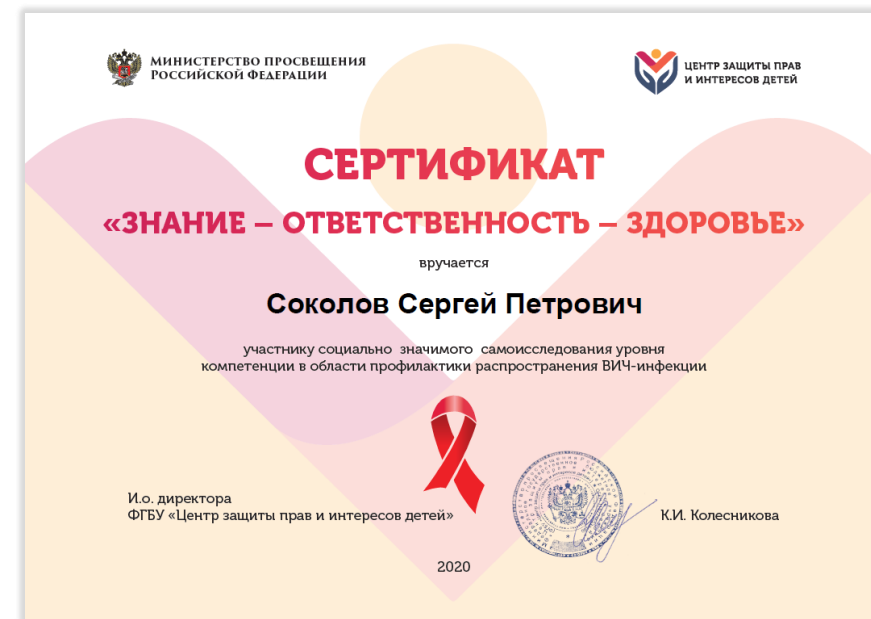 МИНИСТЕРСТВО ПРОСВЕЩЕНИЯ
РОССИЙСКОЙ ФЕДЕРАЦИИ
ЦЕНТР ЗАЩИТЫ ПРАВ
И ИНТЕРЕСОВ ДЕТЕЙ
СЕРТИФИКАТ
«ЗНАНИЕ – ОТВЕТСТВЕННОСТЬ – ЗДОРОВЬЕ»
вручается
Соколов Сергей Петрович
участнику социально значимого самоисследования уровня
компетенции в области профилактики распространения ВИЧ-инфекции
И.о. директора
ФГБУ «Центр защиты прав и интересов детей»
К.И. Колесникова
2020